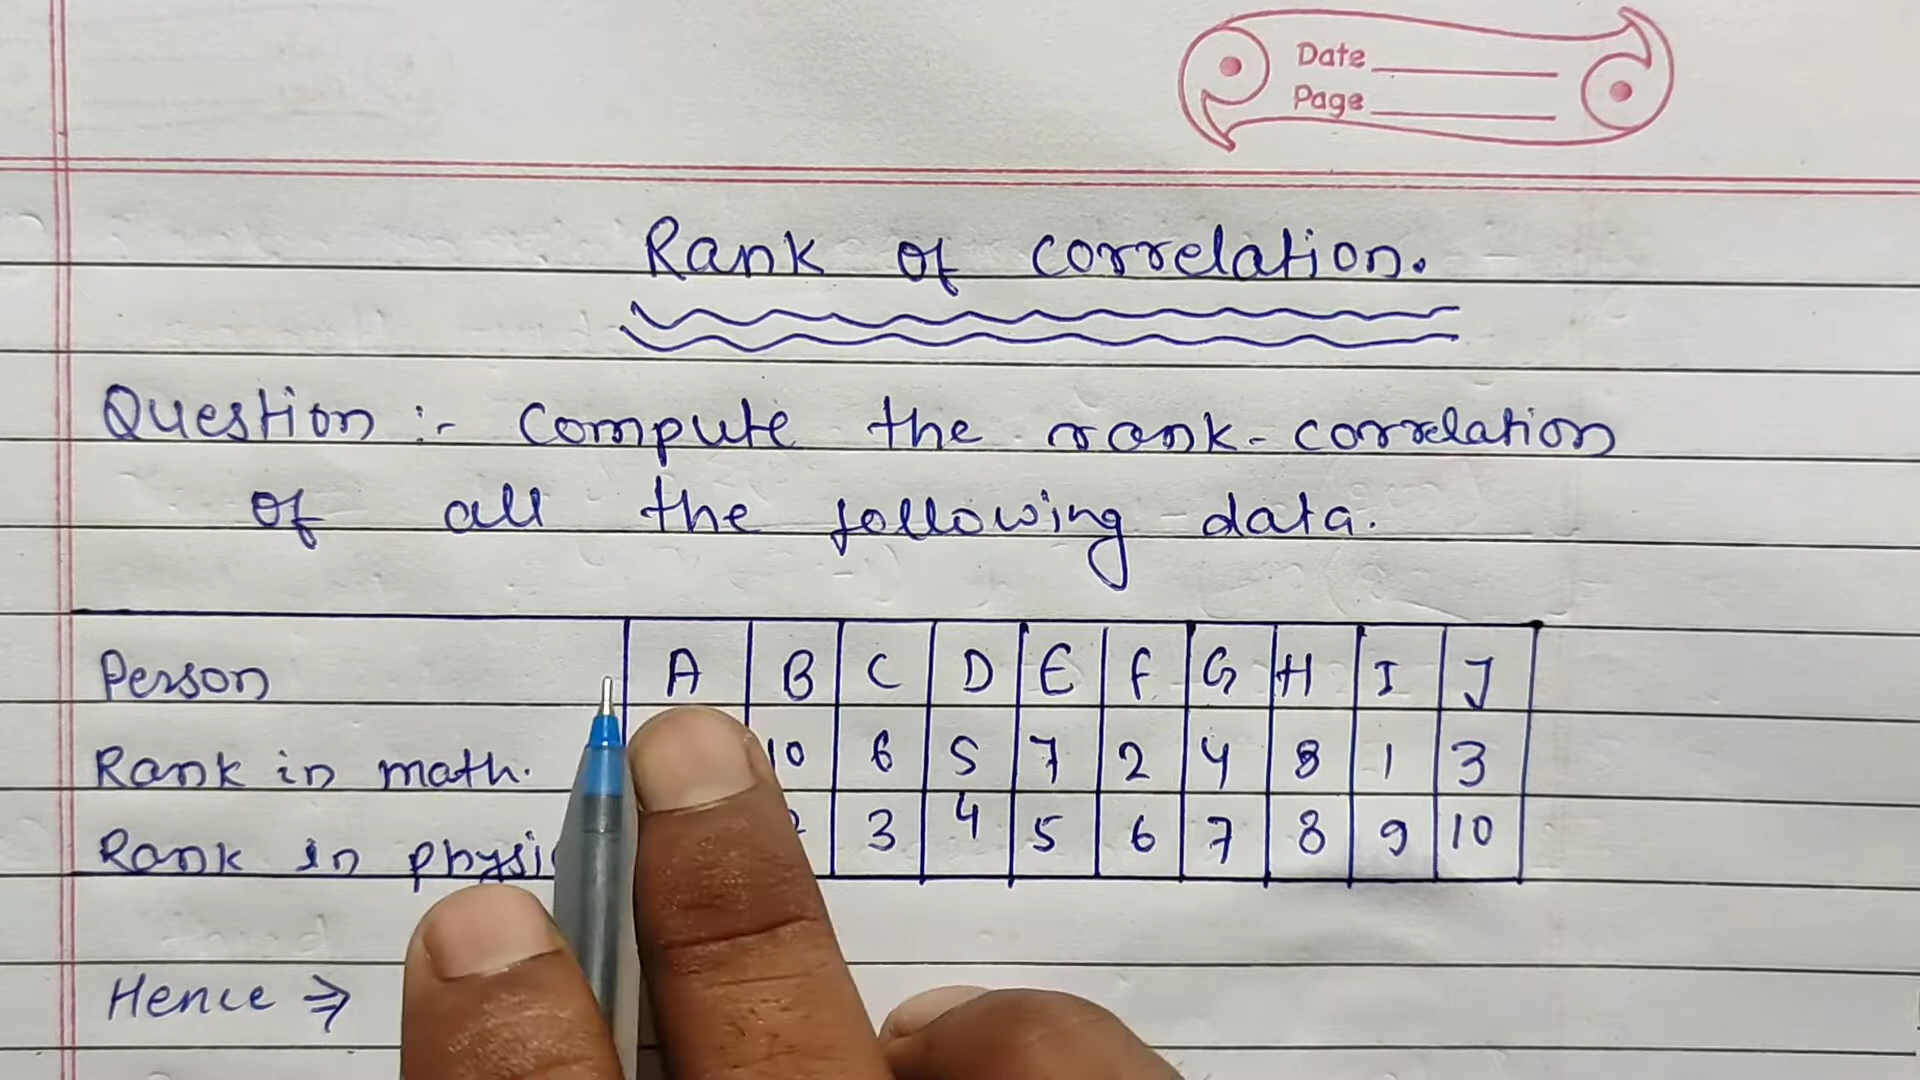 Date
Page
Rank of correlation.
Question :- Compute the rank-correlation
of all the following data.
Person A B C D E F G H I J
Rank in math. 10 6 5 7 2 4 8 1 3
Rank in 3 4 5 6 7 8 9 10
Hence ⇒